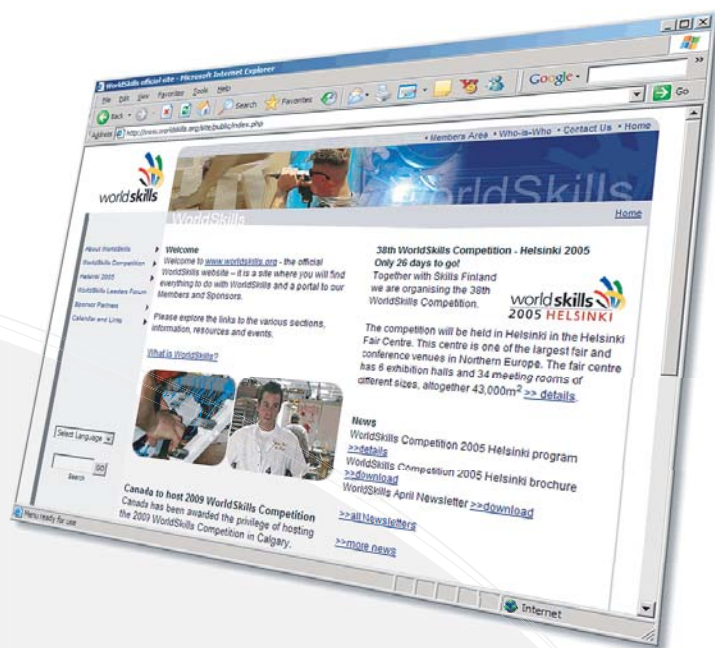 WorldSkills official site - Microsoft Internet Explorer
File Edit View Favorites Tools Help
Back Search Favorites Google
Address http://www.worldskills.org/site/public/index.php Go
• Members Area • Who-is-Who • Contact Us • Home
worldskills
WorldSkills
WorldSkills
Home
About WorldSkills
WorldSkills Competition
Helsinki 2005
WorldSkills Leaders Forum
Sponsor Partners
Calendar and Links
Select Language
GO
Search
Welcome
Welcome to www.worldskills.org - the official
WorldSkills website – it is a site where you will find
everything to do with WorldSkills and a portal to our
Members and Sponsors.
Please explore the links to the various sections,
information, resources and events.
What is WorldSkills?
Canada to host 2009 WorldSkills Competition
Canada has been awarded the privilege of hosting
the 2009 WorldSkills Competition in Calgary.
38th WorldSkills Competition - Helsinki 2005
Only 26 days to go!
Together with Skills Finland
we are organising the 38th
WorldSkills Competition.
world skills
2005 HELSINKI
The competition will be held in Helsinki in the Helsinki
Fair Centre. This centre is one of the largest fair and
conference venues in Northern Europe. The fair centre
has 6 exhibition halls and 34 meeting rooms of
different sizes, altogether 43,000m² >> details.
News
WorldSkills Competition 2005 Helsinki program
>>details
WorldSkills Competition 2005 Helsinki brochure
>>download
WorldSkills April Newsletter >>download
>>all Newsletters
>>more news
Menu ready for use
Internet